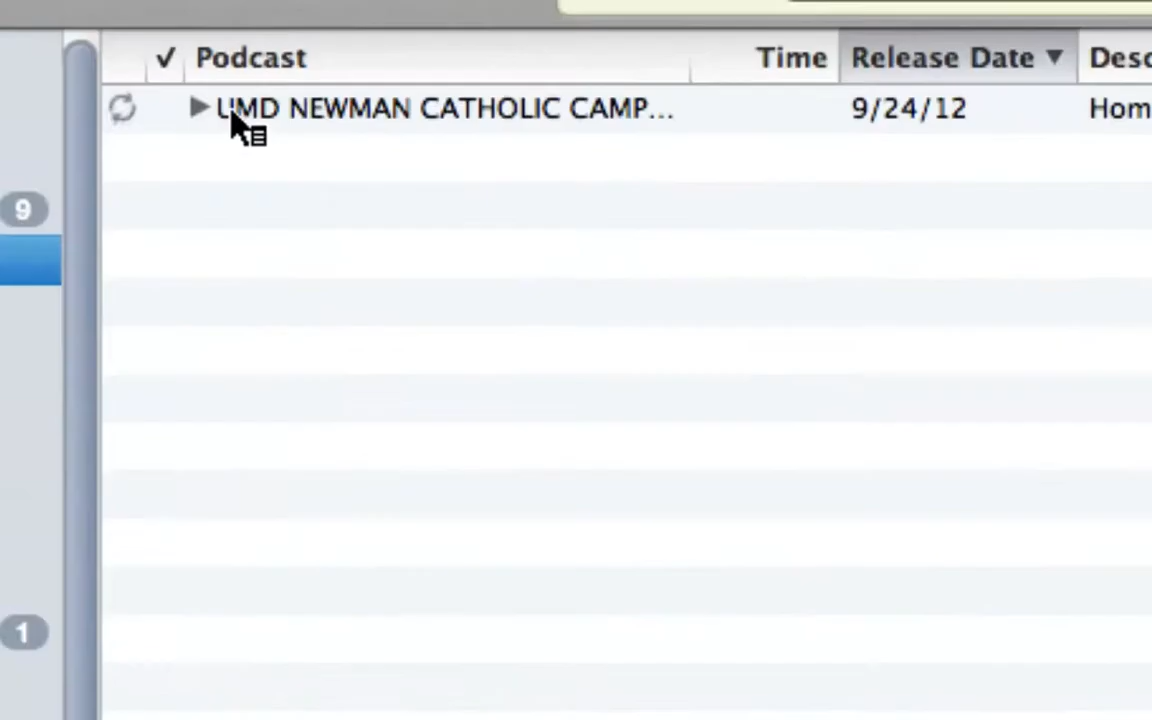 ✓ Podcast Time Release Date ▼ Desc
UMD NEWMAN CATHOLIC CAMP... 9/24/12 Hom
9
1